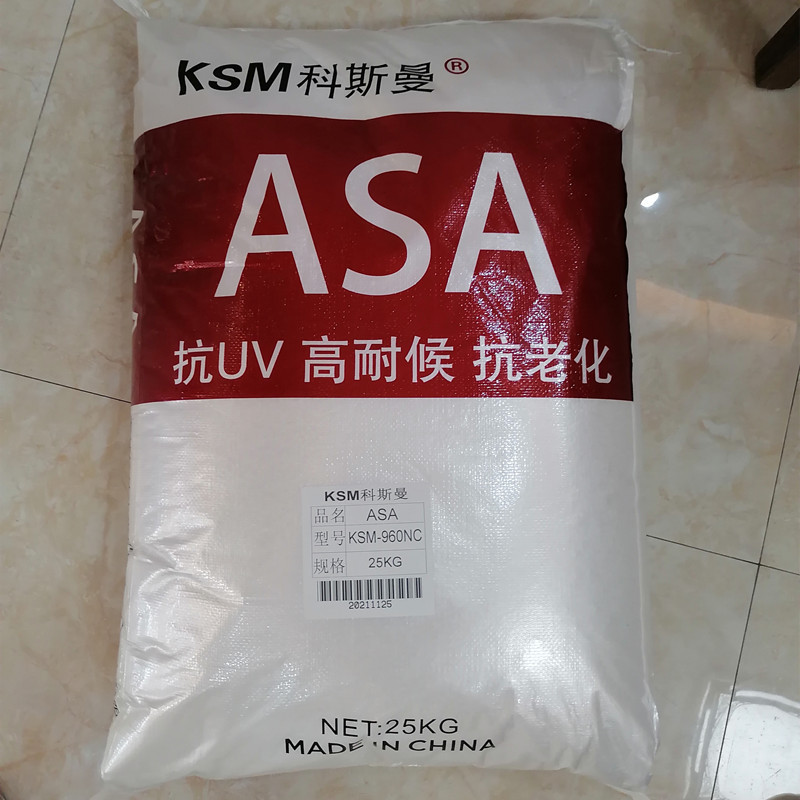 KSM科斯曼®
ASA
抗UV 高耐候 抗老化
KSM科斯曼
品名 ASA
型号 KSM-960NC
规格 25KG
20211125
NET:25KG
MADE IN CHINA